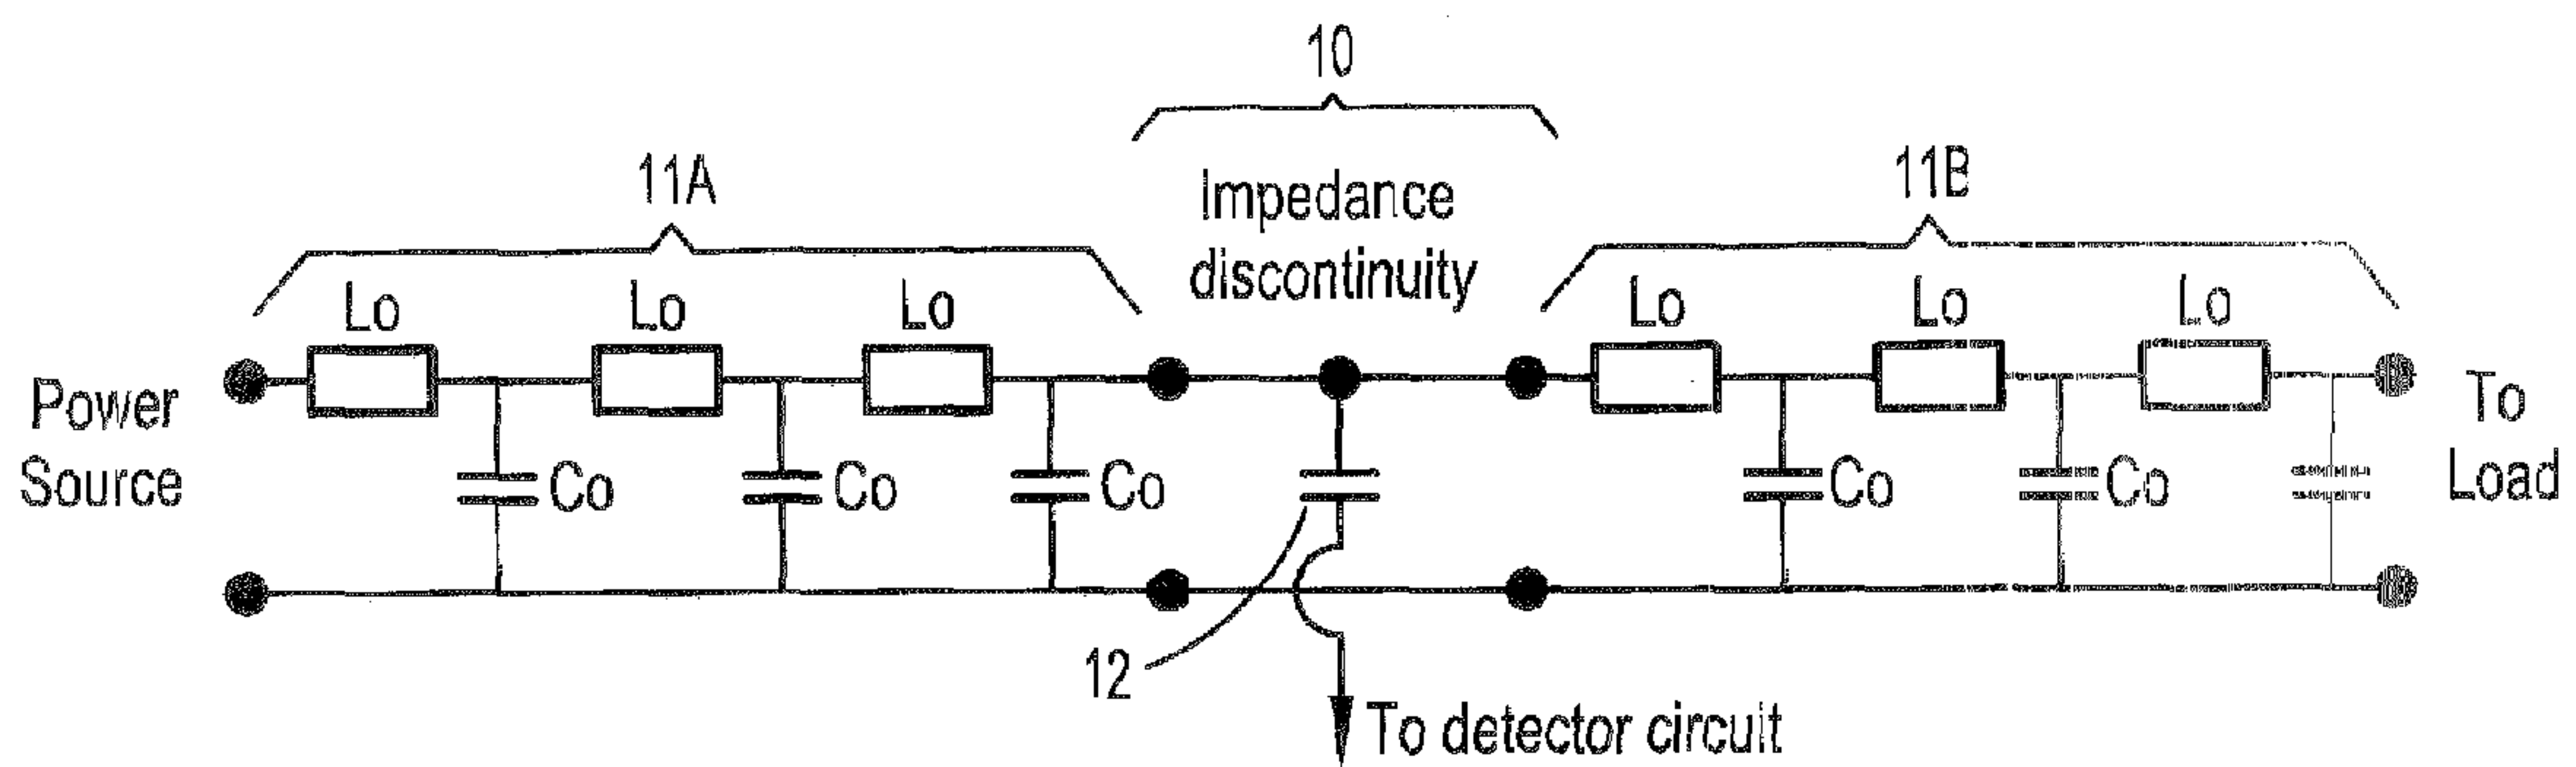 10
11A
Impedance
discontinuity
11B
Lo Lo Lo Lo Lo Lo
Power
Source
Co Co Co Co Co
To
Load
12
To detector circuit